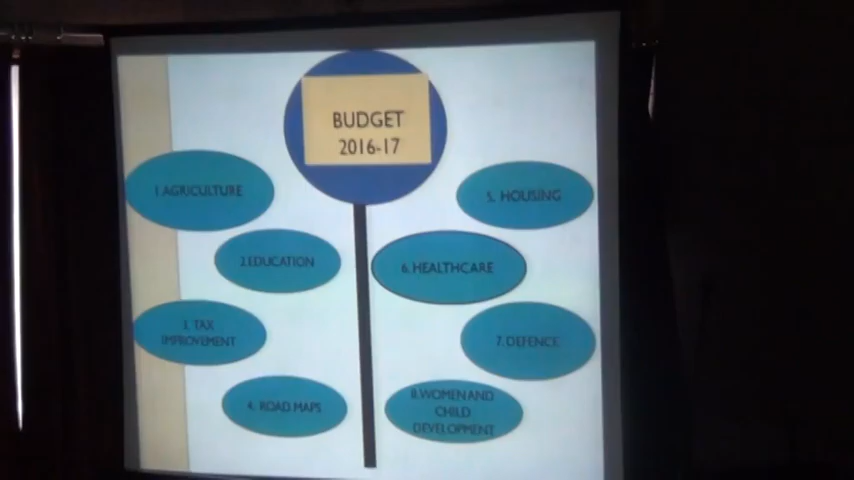 BUDGET
2016-17
1.AGRICULTURE
2.EDUCATION
3. TAX
IMPROVEMENT
4. ROAD MAPS
5. HOUSING
6. HEALTHCARE
7. DEFENCE
8.WOMEN AND
CHILD
DEVELOPMENT